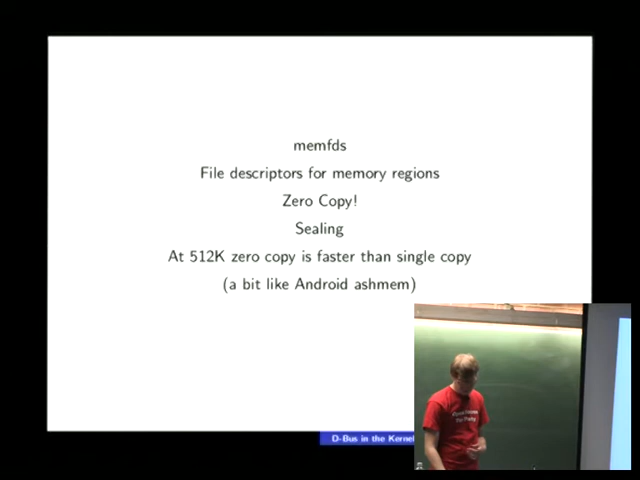 memfds
File descriptors for memory regions
Zero Copy!
Sealing
At 512K zero copy is faster than single copy
(a bit like Android ashmem)
D-Bus in the Kernel